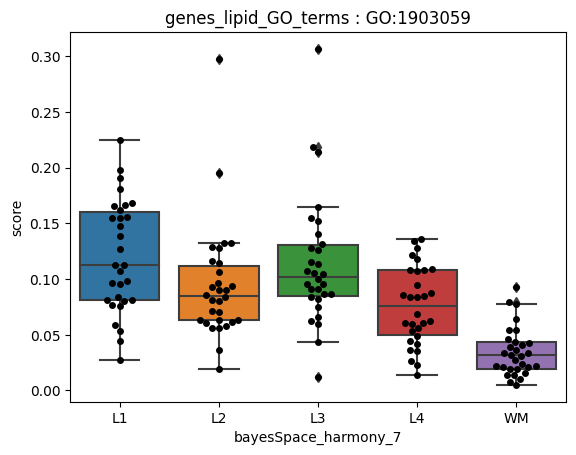 genes_lipid_GO_terms : GO:1903059
0.30
0.25
0.20
0.15
0.10
0.05
0.00
score
L1 L2 L3 L4 WM
bayesSpace_harmony_7